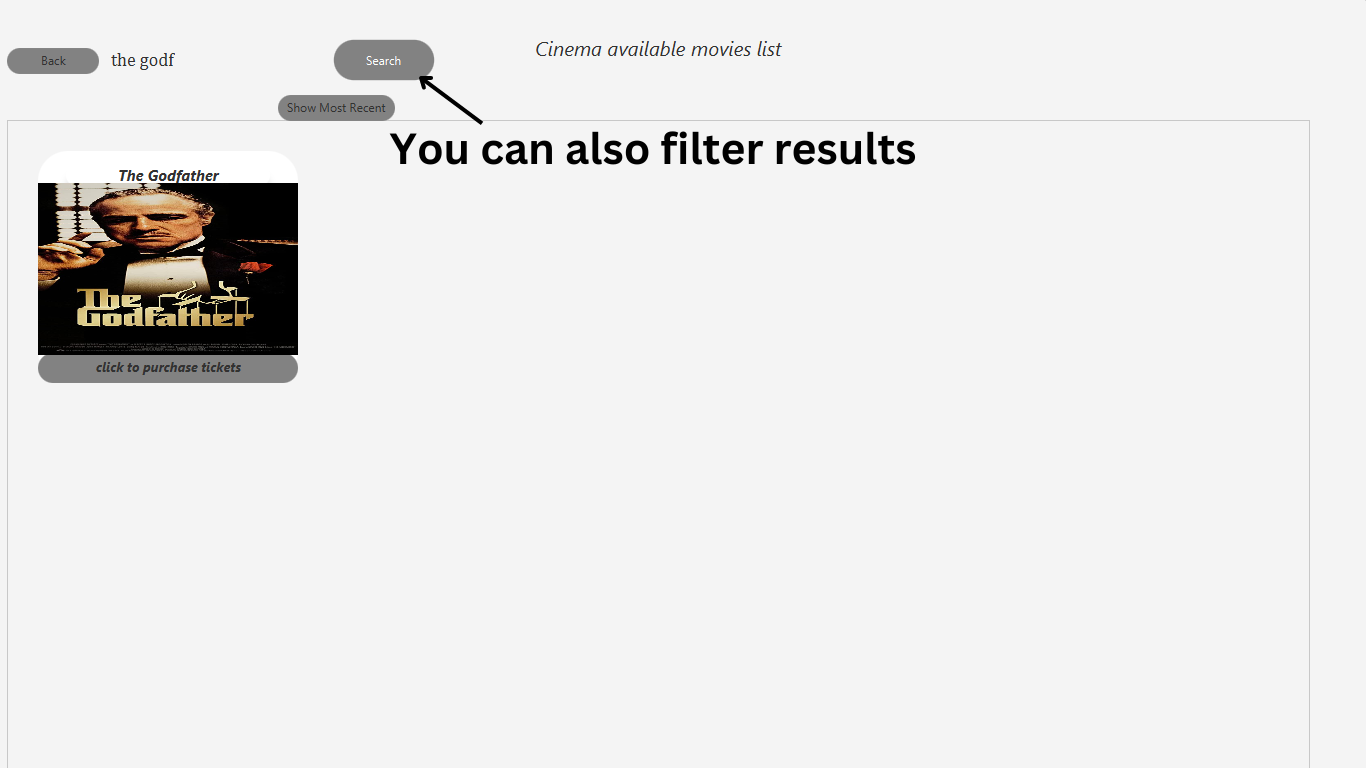 Back
the godf
Search
Cinema available movies list
Show Most Recent
You can also filter results
The Godfather
The
Godfather
click to purchase tickets